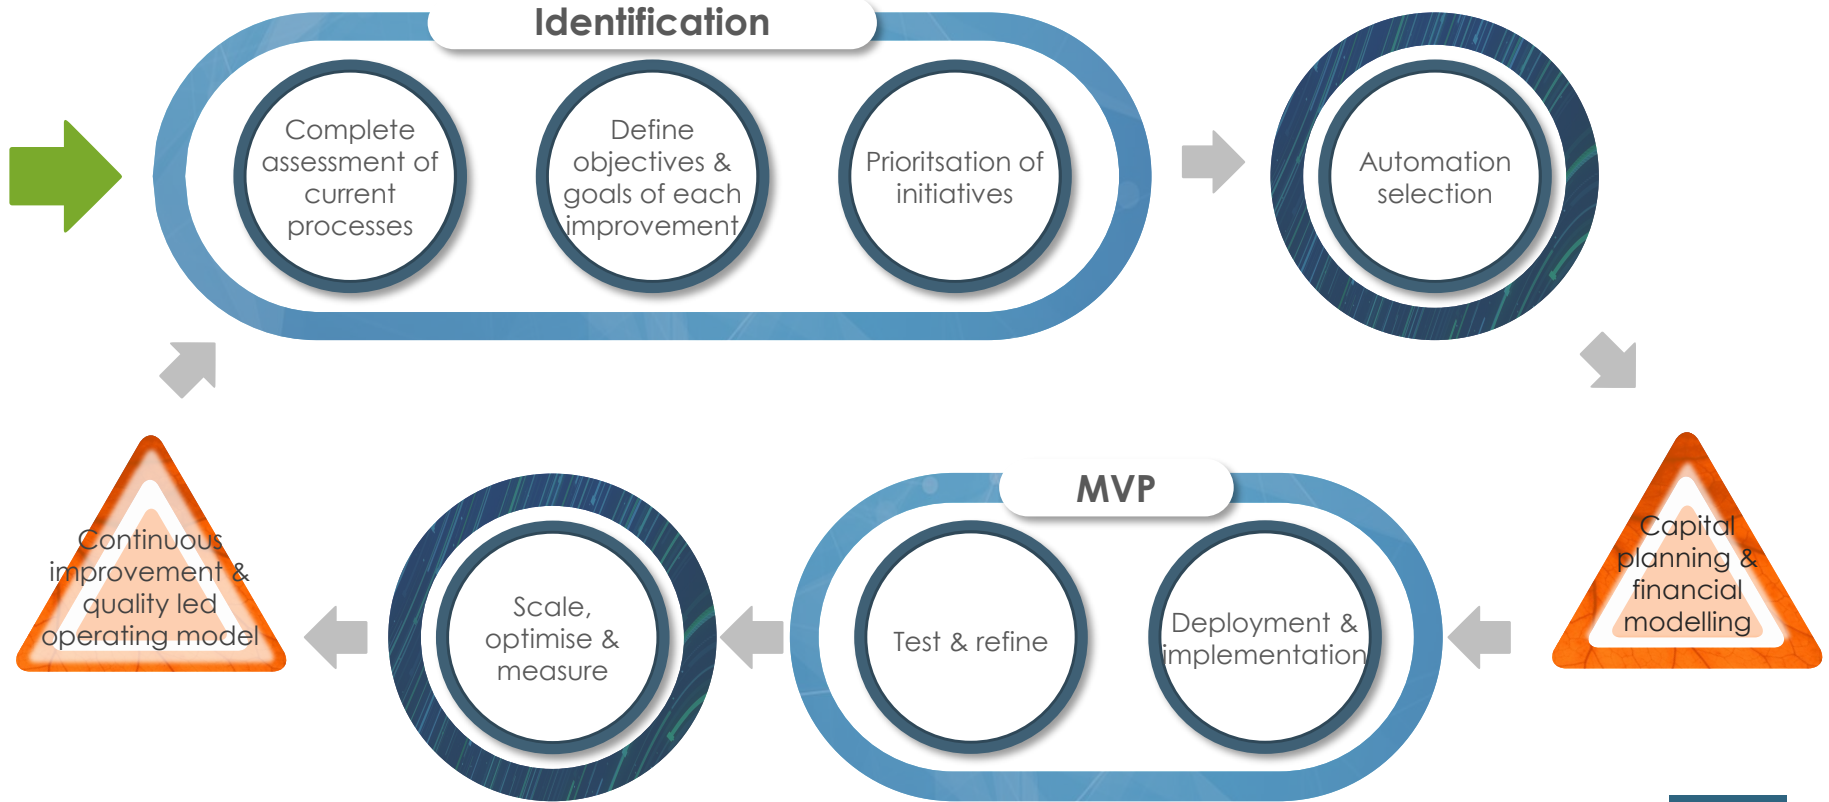 Identification
Complete
assessment of
current
processes
Define
objectives &
goals of each
improvement
Prioritsation of
initiatives
Automation
selection
Capital
planning &
financial
modelling
MVP
Deployment &
implementation
Test & refine
Scale,
optimise &
measure
Continuous
improvement &
quality led
operating model